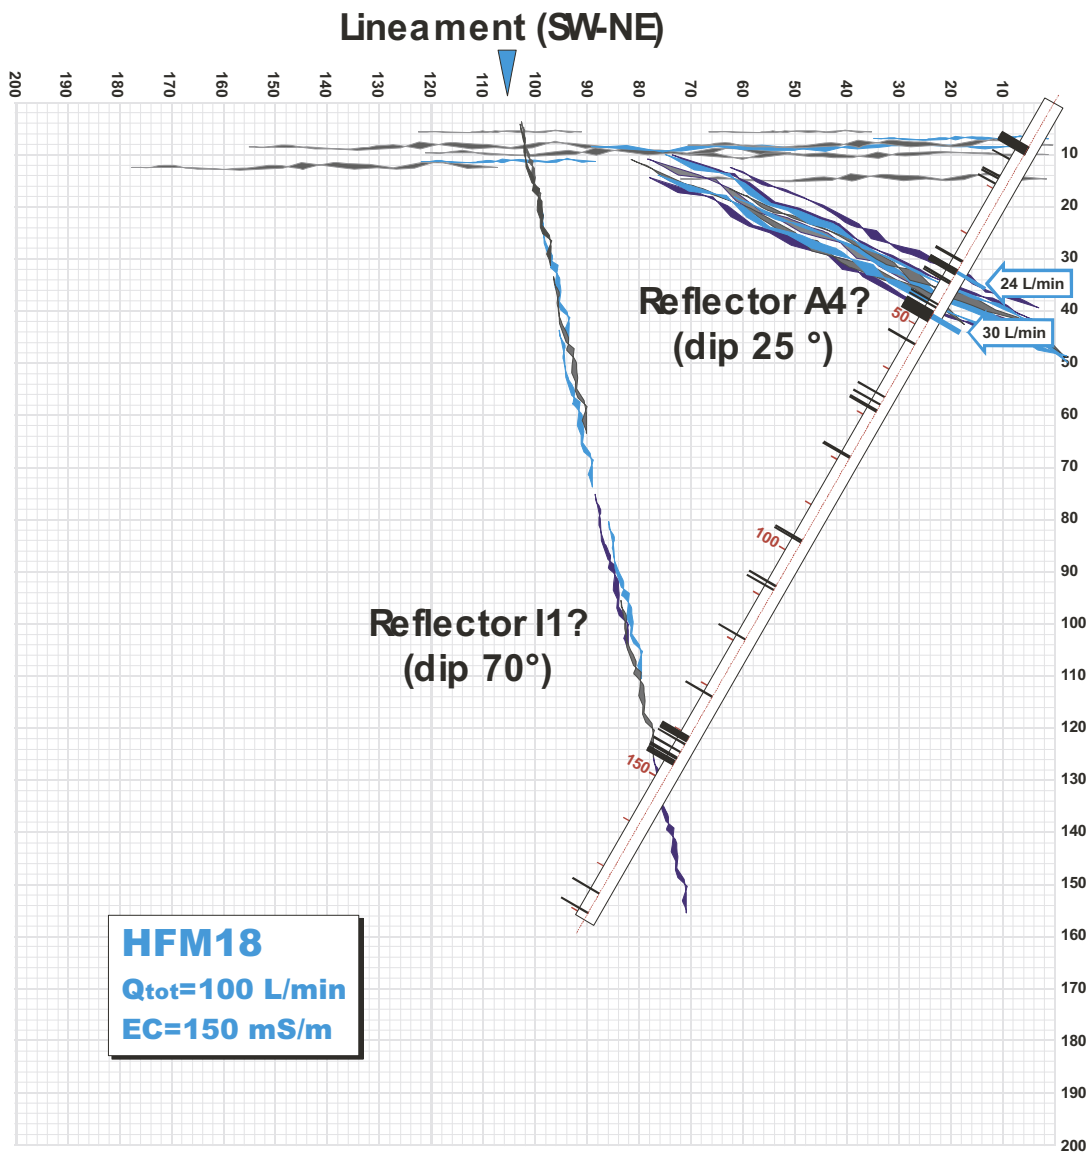 Lineament (SW-NE)
200 190 180 170 160 150 140 130 120 110 100 90 80 70 60 50 40 30 20 10
10
20
30
24 L/min
40
Reflector A4?
50
30 L/min
(dip 25 °)
50
60
70
80
100
90
100
Reflector I1?
(dip 70°)
110
120
150
130
140
150
160
HFM18
Qtot=100 L/min
EC=150 mS/m
170
180
190
200